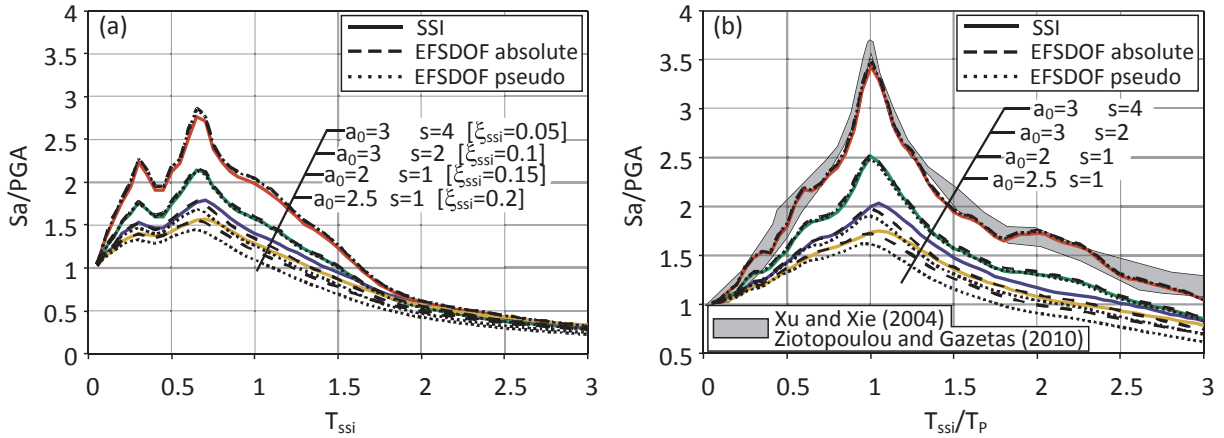 (a)
SSI
EFSDOF absolute
EFSDOF pseudo
a0=3 s=4 [ξssi=0.05]
a0=3 s=2 [ξssi=0.1]
a0=2 s=1 [ξssi=0.15]
a0=2.5 s=1 [ξssi=0.2]
Sa/PGA
4
3.5
3
2.5
2
1.5
1
0.5
0
0 0.5 1 1.5 2 2.5 3
Tssi
(b)
SSI
EFSDOF absolute
EFSDOF pseudo
a0=3 s=4
a0=3 s=2
a0=2 s=1
a0=2.5 s=1
Xu and Xie (2004)
Ziotopoulou and Gazetas (2010)
Sa/PGA
4
3.5
3
2.5
2
1.5
1
0.5
0 0.5 1 1.5 2 2.5 3
Tssi/TP